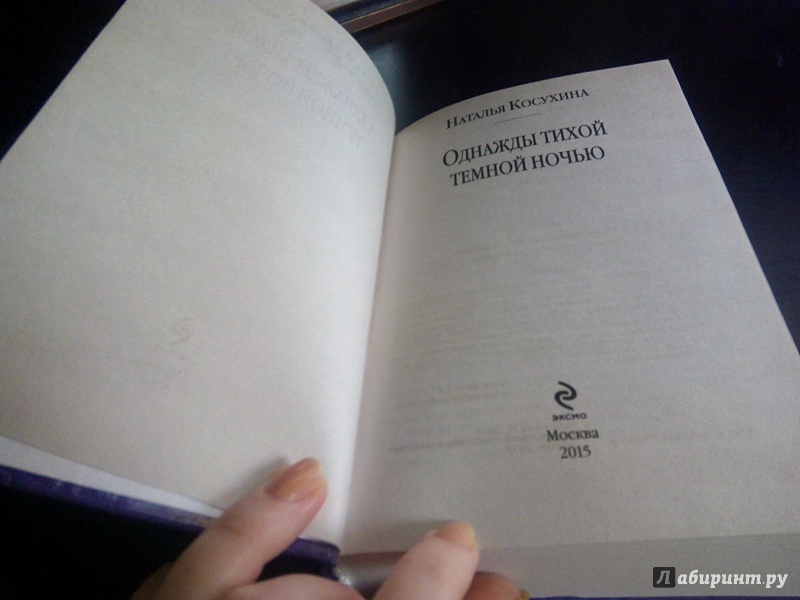 Наталья Косухина
Однажды тихой
темной ночью
эксмо
Москва
2015
Лабиринт.ру